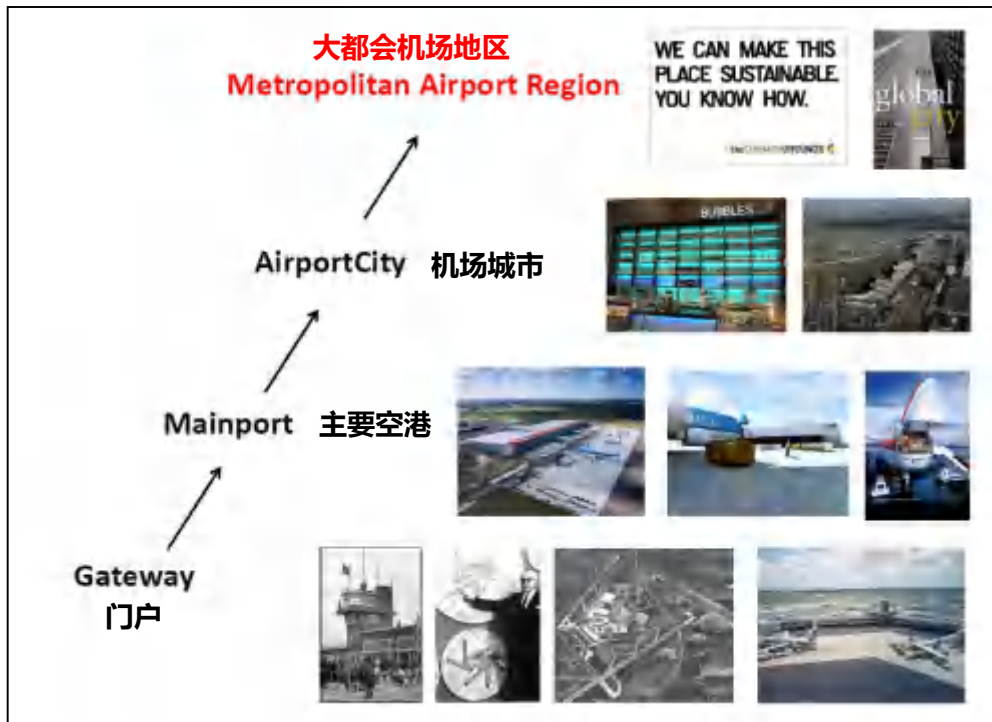 大都会机场地区
Metropolitan Airport Region
WE CAN MAKE THIS
PLACE SUSTAINABLE.
YOU KNOW HOW.
global
city
BUBBLES
AirportCity 机场城市
Mainport 主要空港
Gateway
门户